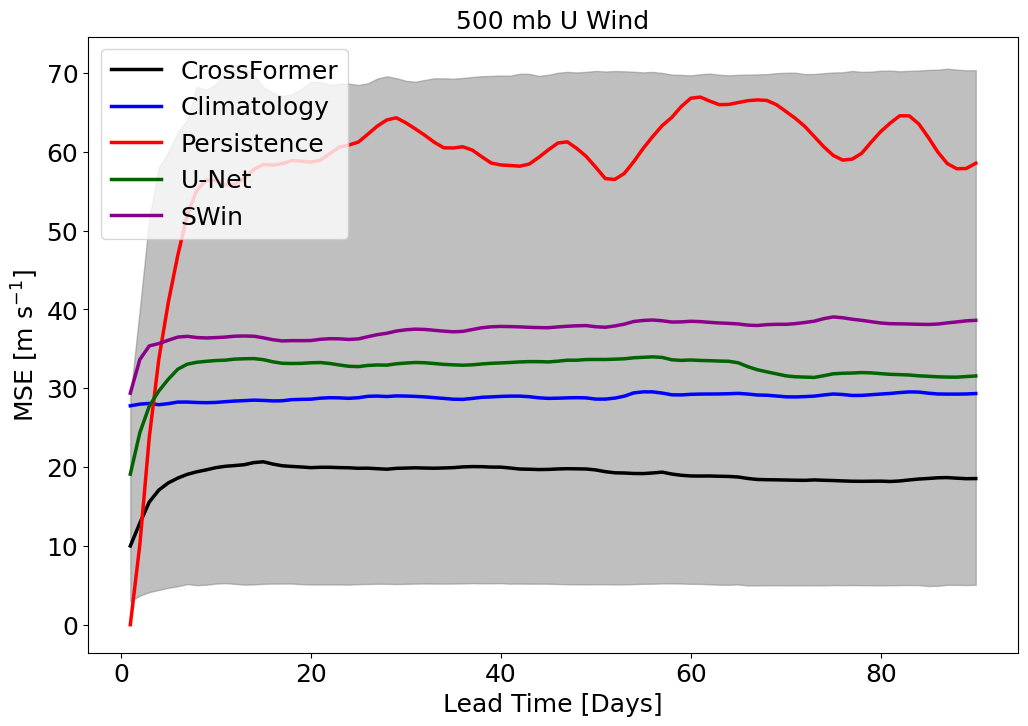 500 mb U Wind
CrossFormer
Climatology
Persistence
U-Net
SWin
MSE [m s⁻¹]
70
60
50
40
30
20
10
0
0 20 40 60 80
Lead Time [Days]